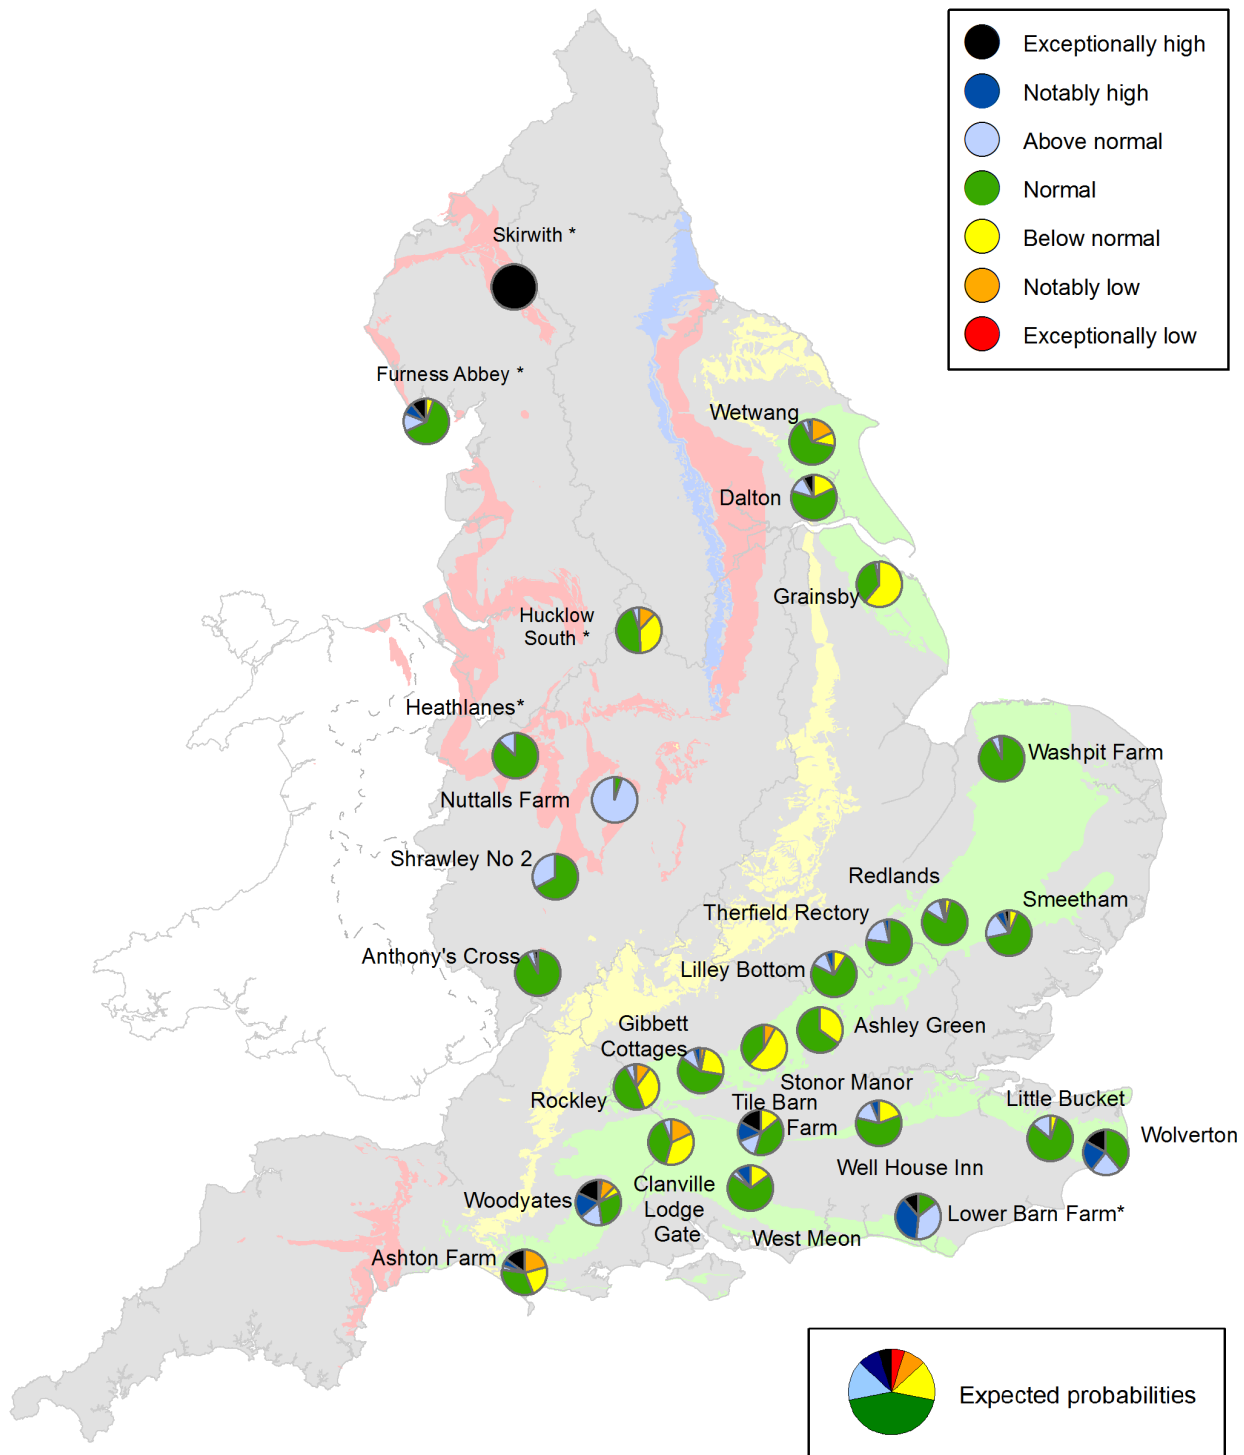 Exceptionally high
Notably high
Above normal
Normal
Below normal
Notably low
Exceptionally low
Skirwith *
Furness Abbey *
Wetwang
Dalton
Grainsby
Hucklow
South *
Heathlanes*
Nuttalls Farm
Washpit Farm
Shrawley No 2
Redlands
Smeetham
Therfield Rectory
Anthony's Cross
Lilley Bottom
Gibbett
Cottages
Ashley Green
Stonor Manor
Rockley
Tile Barn
Farm
Little Bucket
Wolverton
Well House Inn
Clanville
Lodge
Gate
Woodyates
Lower Barn Farm*
West Meon
Ashton Farm
Expected probabilities